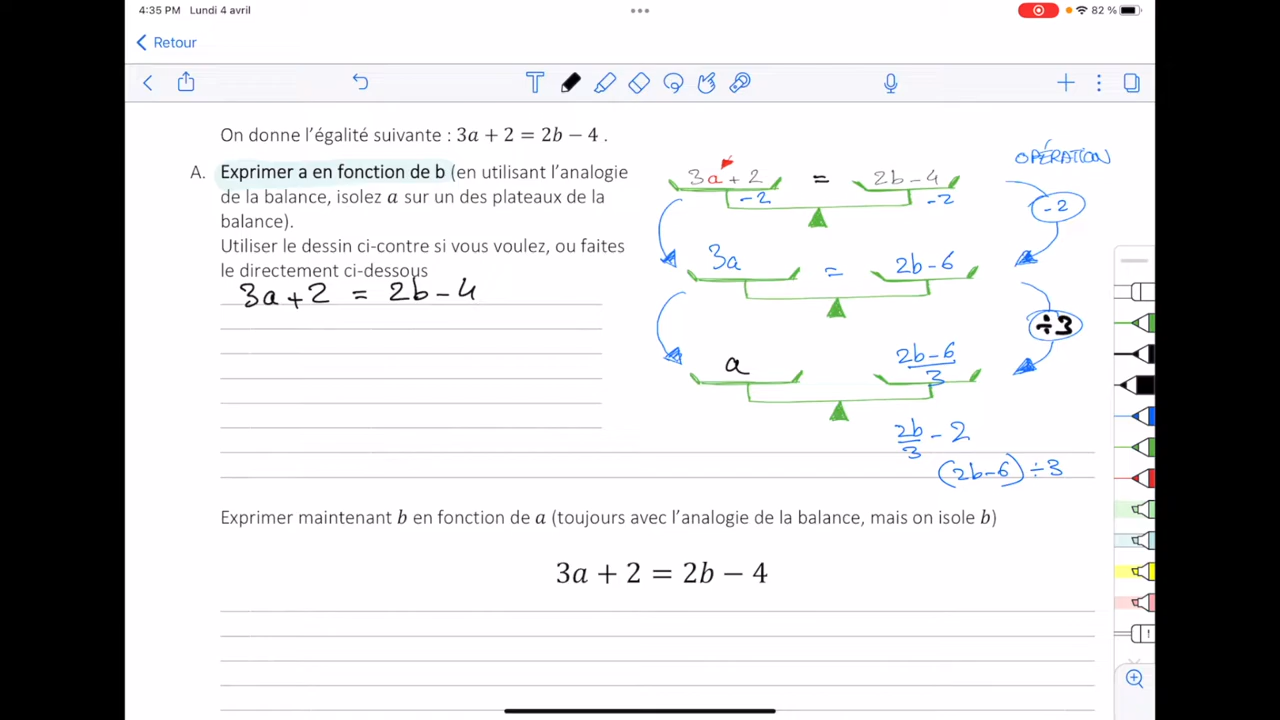 4:35 PM Lundi 4 avril
82 %
Retour
On donne l'égalité suivante : 3a + 2 = 2b − 4 .
A. Exprimer a en fonction de b (en utilisant l'analogie
de la balance, isolez a sur un des plateaux de la
balance).
Utiliser le dessin ci-contre si vous voulez, ou faites
le directement ci-dessous
3a+2 = 2b-4
OPÉRATION
3a+2 = 2b-4
-2 -2 -2
3a = 2b-6
÷3
a 2b-6
3
2b - 2
3
(2b-6) ÷3
Exprimer maintenant b en fonction de a (toujours avec l'analogie de la balance, mais on isole b)
3a + 2 = 2b − 4